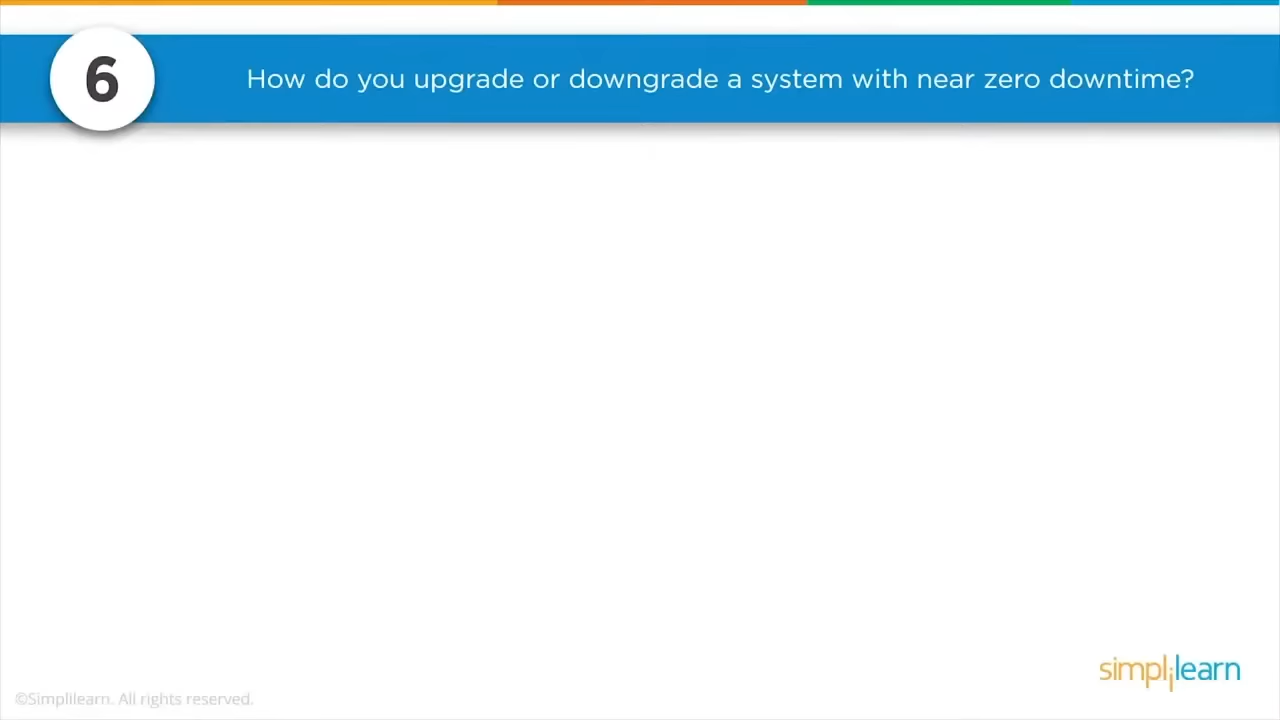 6
How do you upgrade or downgrade a system with near zero downtime?
simplilearn
©Simplilearn. All rights reserved.